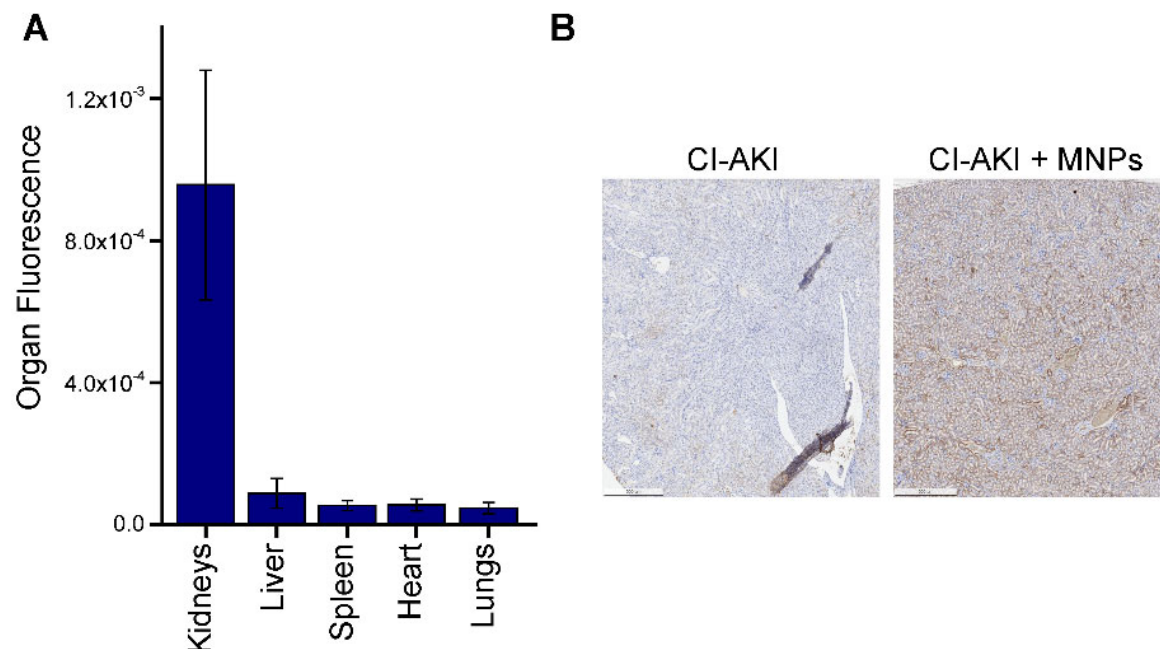 A
B
Organ Fluorescence
1.2x10⁻³
8.0x10⁻⁴
4.0x10⁻⁴
0.0
Kidneys
Liver
Spleen
Heart
Lungs
CI-AKI
CI-AKI + MNPs